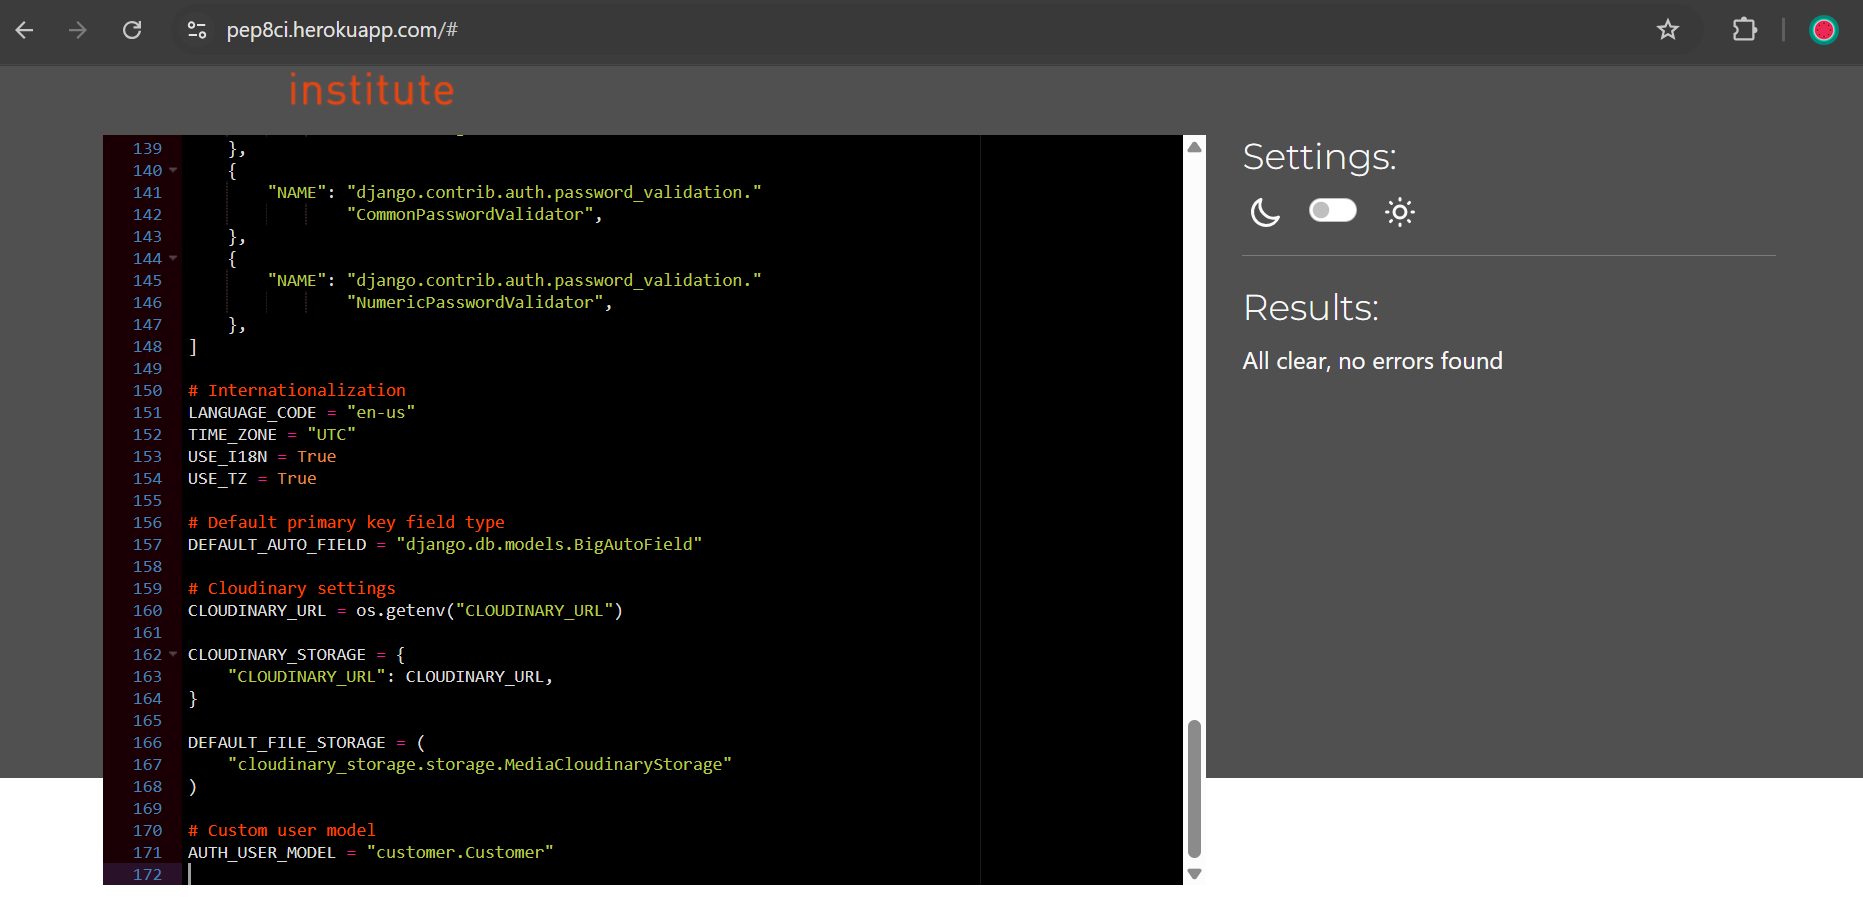 pep8ci.herokuapp.com/#
institute
139     },
140     {
141         "NAME": "django.contrib.auth.password_validation."
142                 "CommonPasswordValidator",
143     },
144     {
145         "NAME": "django.contrib.auth.password_validation."
146                 "NumericPasswordValidator",
147     },
148 ]
149
150 # Internationalization
151 LANGUAGE_CODE = "en-us"
152 TIME_ZONE = "UTC"
153 USE_I18N = True
154 USE_TZ = True
155
156 # Default primary key field type
157 DEFAULT_AUTO_FIELD = "django.db.models.BigAutoField"
158
159 # Cloudinary settings
160 CLOUDINARY_URL = os.getenv("CLOUDINARY_URL")
161
162 CLOUDINARY_STORAGE = {
163     "CLOUDINARY_URL": CLOUDINARY_URL,
164 }
165
166 DEFAULT_FILE_STORAGE = (
167     "cloudinary_storage.storage.MediaCloudinaryStorage"
168 )
169
170 # Custom user model
171 AUTH_USER_MODEL = "customer.Customer"
172
Settings:
Results:
All clear, no errors found